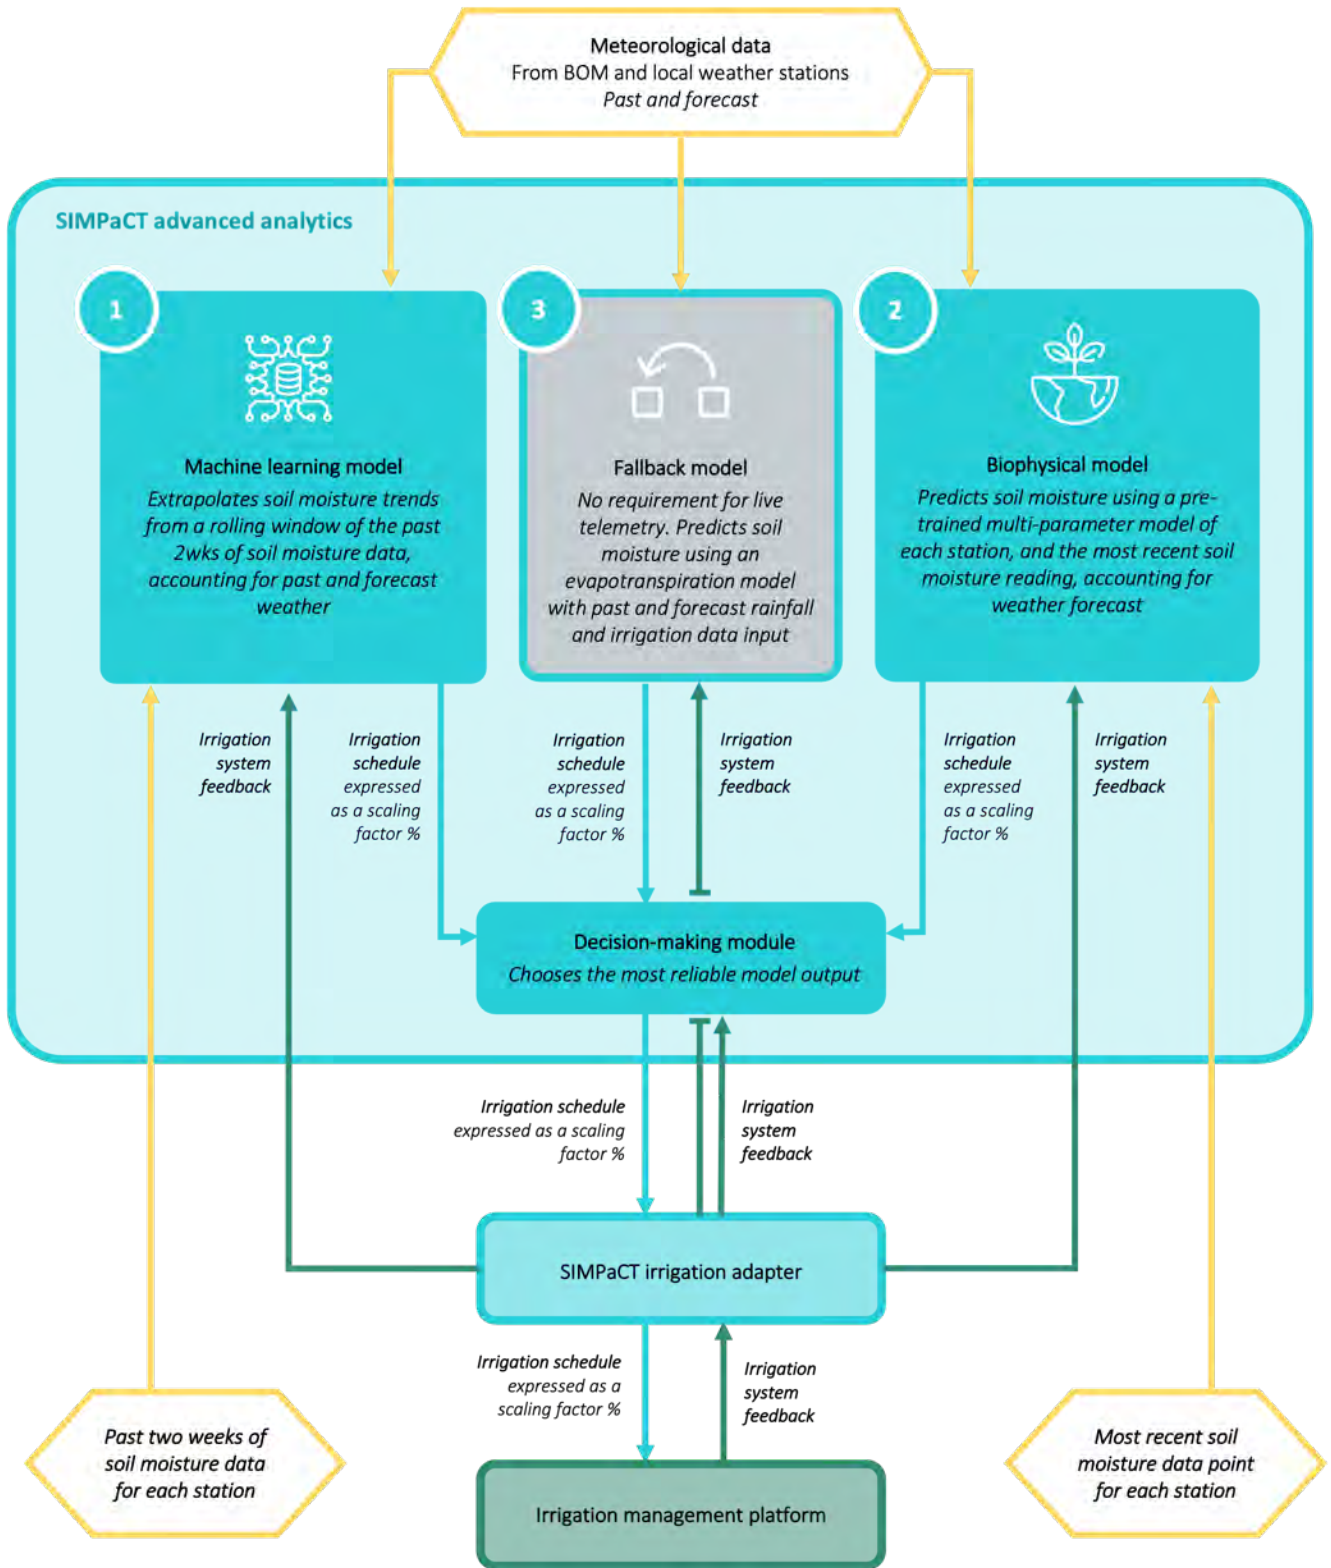 Meteorological data
From BOM and local weather stations
Past and forecast
SIMPaCT advanced analytics
1
Machine learning model
Extrapolates soil moisture trends
from a rolling window of the past
2wks of soil moisture data,
accounting for past and forecast
weather
3
Fallback model
No requirement for live
telemetry. Predicts soil
moisture using an
evapotranspiration model
with past and forecast rainfall
and irrigation data input
2
Biophysical model
Predicts soil moisture using a pre-
trained multi-parameter model of
each station, and the most recent soil
moisture reading, accounting for
weather forecast
Irrigation
system
feedback
Irrigation
schedule
expressed
as a scaling
factor %
Irrigation
schedule
expressed
as a scaling
factor %
Irrigation
system
feedback
Irrigation
schedule
expressed
as a scaling
factor %
Irrigation
system
feedback
Decision-making module
Chooses the most reliable model output
Irrigation schedule
expressed as a scaling
factor %
Irrigation
system
feedback
SIMPaCT irrigation adapter
Irrigation schedule
expressed as a
scaling factor %
Irrigation
system
feedback
Past two weeks of
soil moisture data
for each station
Most recent soil
moisture data point
for each station
Irrigation management platform